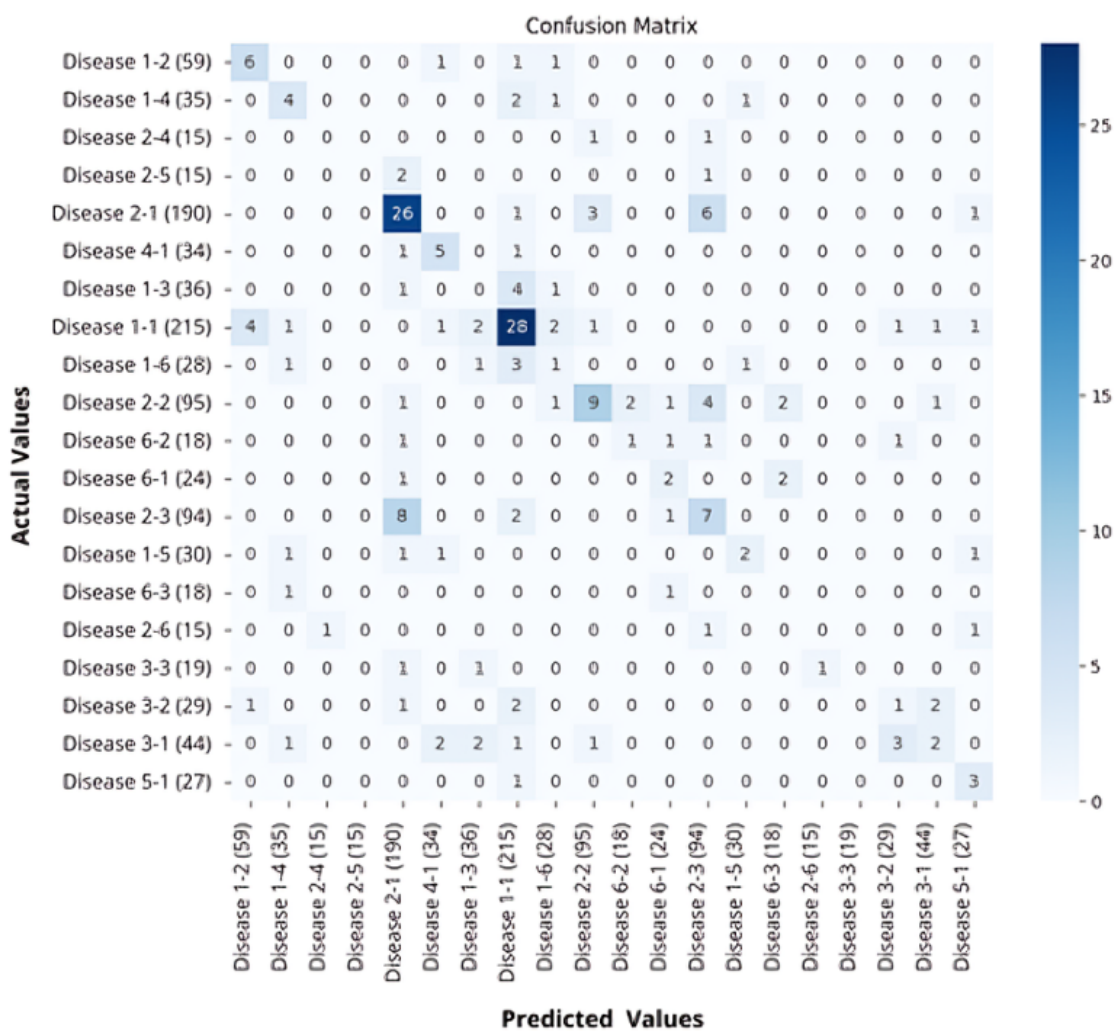 Confusion Matrix
Disease 1-2 (59) 6 0 0 0 0 1 0 1 1 0 0 0 0 0 0 0 0 0 0 0
Disease 1-4 (35) 0 4 0 0 0 0 0 2 1 0 0 0 0 1 0 0 0 0 0 0
Disease 2-4 (15) 0 0 0 0 0 0 0 0 0 1 0 0 1 0 0 0 0 0 0 0
Disease 2-5 (15) 0 0 0 0 2 0 0 0 0 0 0 0 1 0 0 0 0 0 0 0
Disease 2-1 (190) 0 0 0 0 26 0 0 1 0 3 0 0 6 0 0 0 0 0 0 1
Disease 4-1 (34) 0 0 0 0 1 5 0 1 0 0 0 0 0 0 0 0 0 0 0 0
Disease 1-3 (36) 0 0 0 0 1 0 0 4 1 0 0 0 0 0 0 0 0 0 0 0
Disease 1-1 (215) 4 1 0 0 0 1 2 28 2 1 0 0 0 0 0 0 0 1 1 1
Disease 1-6 (28) 0 1 0 0 0 0 1 3 1 0 0 0 0 1 0 0 0 0 0 0
Disease 2-2 (95) 0 0 0 0 1 0 0 0 1 9 2 1 4 0 2 0 0 0 1 0
Disease 6-2 (18) 0 0 0 0 1 0 0 0 0 0 1 1 1 0 0 0 0 1 0 0
Disease 6-1 (24) 0 0 0 0 1 0 0 0 0 0 0 2 0 0 2 0 0 0 0 0
Disease 2-3 (94) 0 0 0 0 8 0 0 2 0 0 0 1 7 0 0 0 0 0 0 0
Disease 1-5 (30) 0 1 0 0 1 1 0 0 0 0 0 0 0 2 0 0 0 0 0 1
Disease 6-3 (18) 0 1 0 0 0 0 0 0 0 0 0 1 0 0 0 0 0 0 0 0
Disease 2-6 (15) 0 0 1 0 0 0 0 0 0 0 0 0 1 0 0 0 0 0 0 1
Disease 3-3 (19) 0 0 0 0 1 0 1 0 0 0 0 0 0 0 0 1 0 0 0 0
Disease 3-2 (29) 1 0 0 0 1 0 0 2 0 0 0 0 0 0 0 0 0 1 2 0
Disease 3-1 (44) 0 1 0 0 0 2 2 1 0 1 0 0 0 0 0 0 0 3 2 0
Disease 5-1 (27) 0 0 0 0 0 0 0 1 0 0 0 0 0 0 0 0 0 0 0 3
Actual Values
Disease 1-2 (59)
Disease 1-4 (35)
Disease 2-4 (15)
Disease 2-5 (15)
Disease 2-1 (190)
Disease 4-1 (34)
Disease 1-3 (36)
Disease 1-1 (215)
Disease 1-6 (28)
Disease 2-2 (95)
Disease 6-2 (18)
Disease 6-1 (24)
Disease 2-3 (94)
Disease 1-5 (30)
Disease 6-3 (18)
Disease 2-6 (15)
Disease 3-3 (19)
Disease 3-2 (29)
Disease 3-1 (44)
Disease 5-1 (27)
Predicted Values
25
20
15
10
5
0